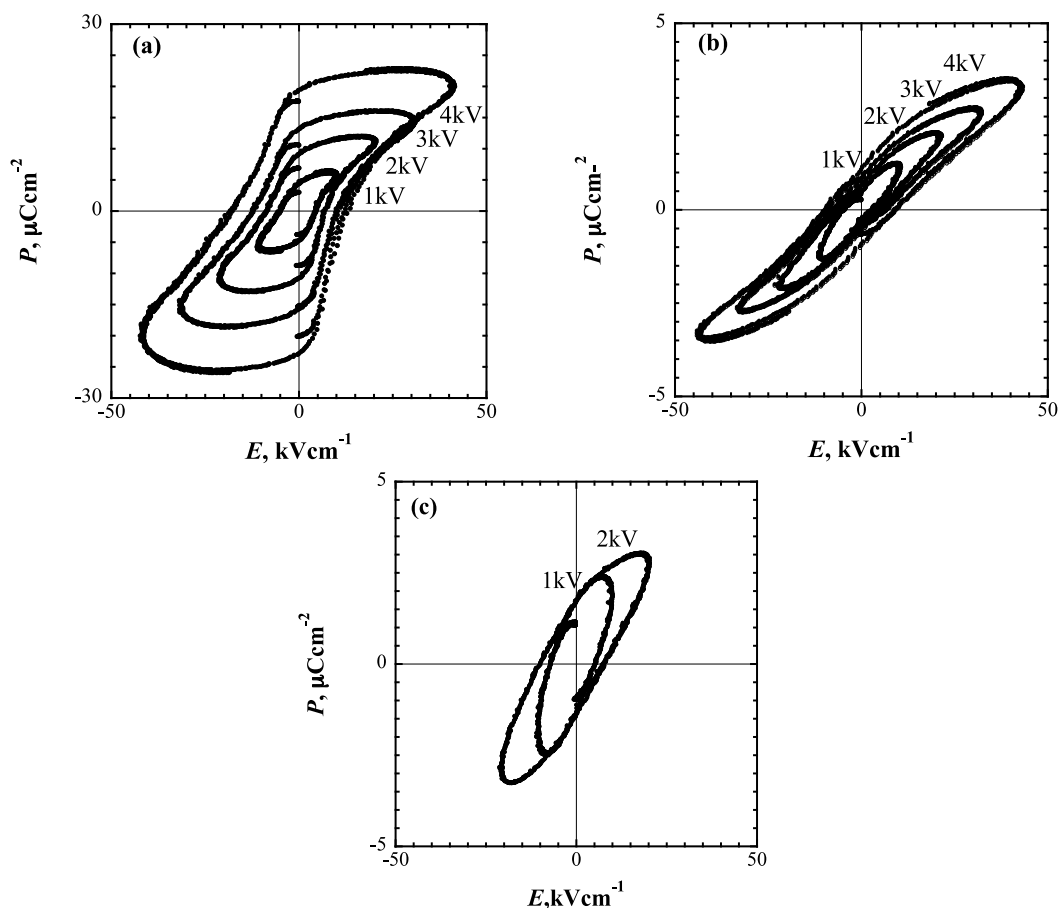 (a)
30
0
-30
-50
0
50
P, μCcm⁻²
E, kVcm⁻¹
4kV
3kV
2kV
1kV
(b)
5
0
-5
-50
0
50
P, μCcm-²
E, kVcm⁻¹
4kV
3kV
2kV
1kV
(c)
5
0
-5
-50
0
50
P, μCcm⁻²
E,kVcm⁻¹
2kV
1kV